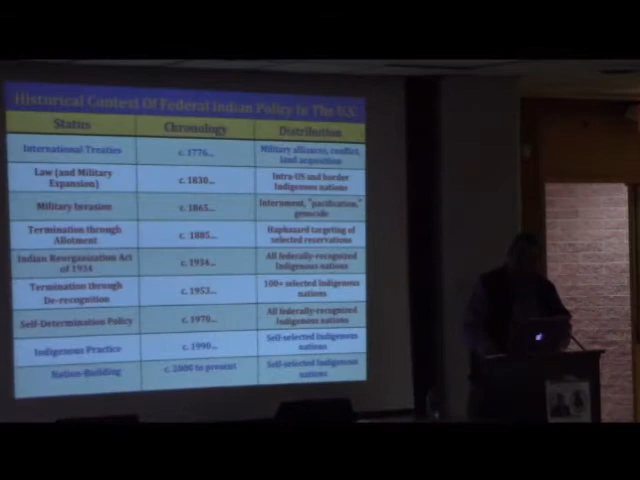 Historical Context Of Federal Indian Policy In The U.S.
Status Chronology Distribution
International Treaties c. 1776... Military alliances, conflict,
land acquisition
Law (and Military
Expansion) c. 1830... Intra-US and border
Indigenous nations
Military Invasion c. 1865... Internment, "pacification,"
genocide
Termination through
Allotment c. 1885... Haphazard targeting of
selected reservations
Indian Reorganization Act
of 1934 c. 1934... All federally-recognized
Indigenous nations
Termination through
De-recognition c. 1953... 100+ selected Indigenous
nations
Self-Determination Policy c. 1970... All federally-recognized
Indigenous nations
Indigenous Practice c. 1990... Self-selected Indigenous
nations
Nation-Building c. 2000 to present Self-selected Indigenous
nations